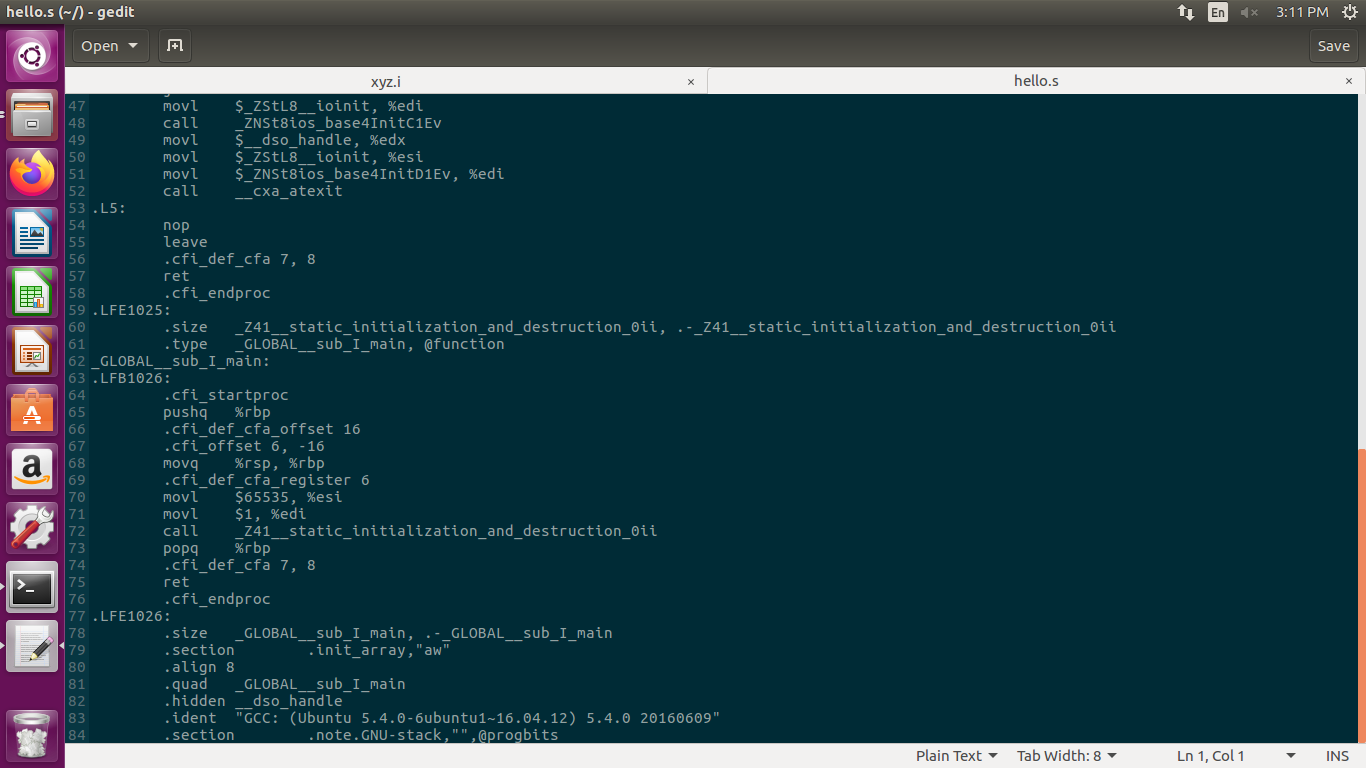 hello.s (~/) - gedit
En
3:11 PM
Open
Save
xyz.i ×
hello.s ×
47 movl $_ZStL8__ioinit, %edi
48 call _ZNSt8ios_base4InitC1Ev
49 movl $__dso_handle, %edx
50 movl $_ZStL8__ioinit, %esi
51 movl $_ZNSt8ios_base4InitD1Ev, %edi
52 call __cxa_atexit
53 .L5:
54 nop
55 leave
56 .cfi_def_cfa 7, 8
57 ret
58 .cfi_endproc
59 .LFE1025:
60 .size _Z41__static_initialization_and_destruction_0ii, .-_Z41__static_initialization_and_destruction_0ii
61 .type _GLOBAL__sub_I_main, @function
62 _GLOBAL__sub_I_main:
63 .LFB1026:
64 .cfi_startproc
65 pushq %rbp
66 .cfi_def_cfa_offset 16
67 .cfi_offset 6, -16
68 movq %rsp, %rbp
69 .cfi_def_cfa_register 6
70 movl $65535, %esi
71 movl $1, %edi
72 call _Z41__static_initialization_and_destruction_0ii
73 popq %rbp
74 .cfi_def_cfa 7, 8
75 ret
76 .cfi_endproc
77 .LFE1026:
78 .size _GLOBAL__sub_I_main, .-_GLOBAL__sub_I_main
79 .section .init_array,"aw"
80 .align 8
81 .quad _GLOBAL__sub_I_main
82 .hidden __dso_handle
83 .ident "GCC: (Ubuntu 5.4.0-6ubuntu1~16.04.12) 5.4.0 20160609"
84 .section .note.GNU-stack,"",@progbits
Plain Text Tab Width: 8 Ln 1, Col 1 INS